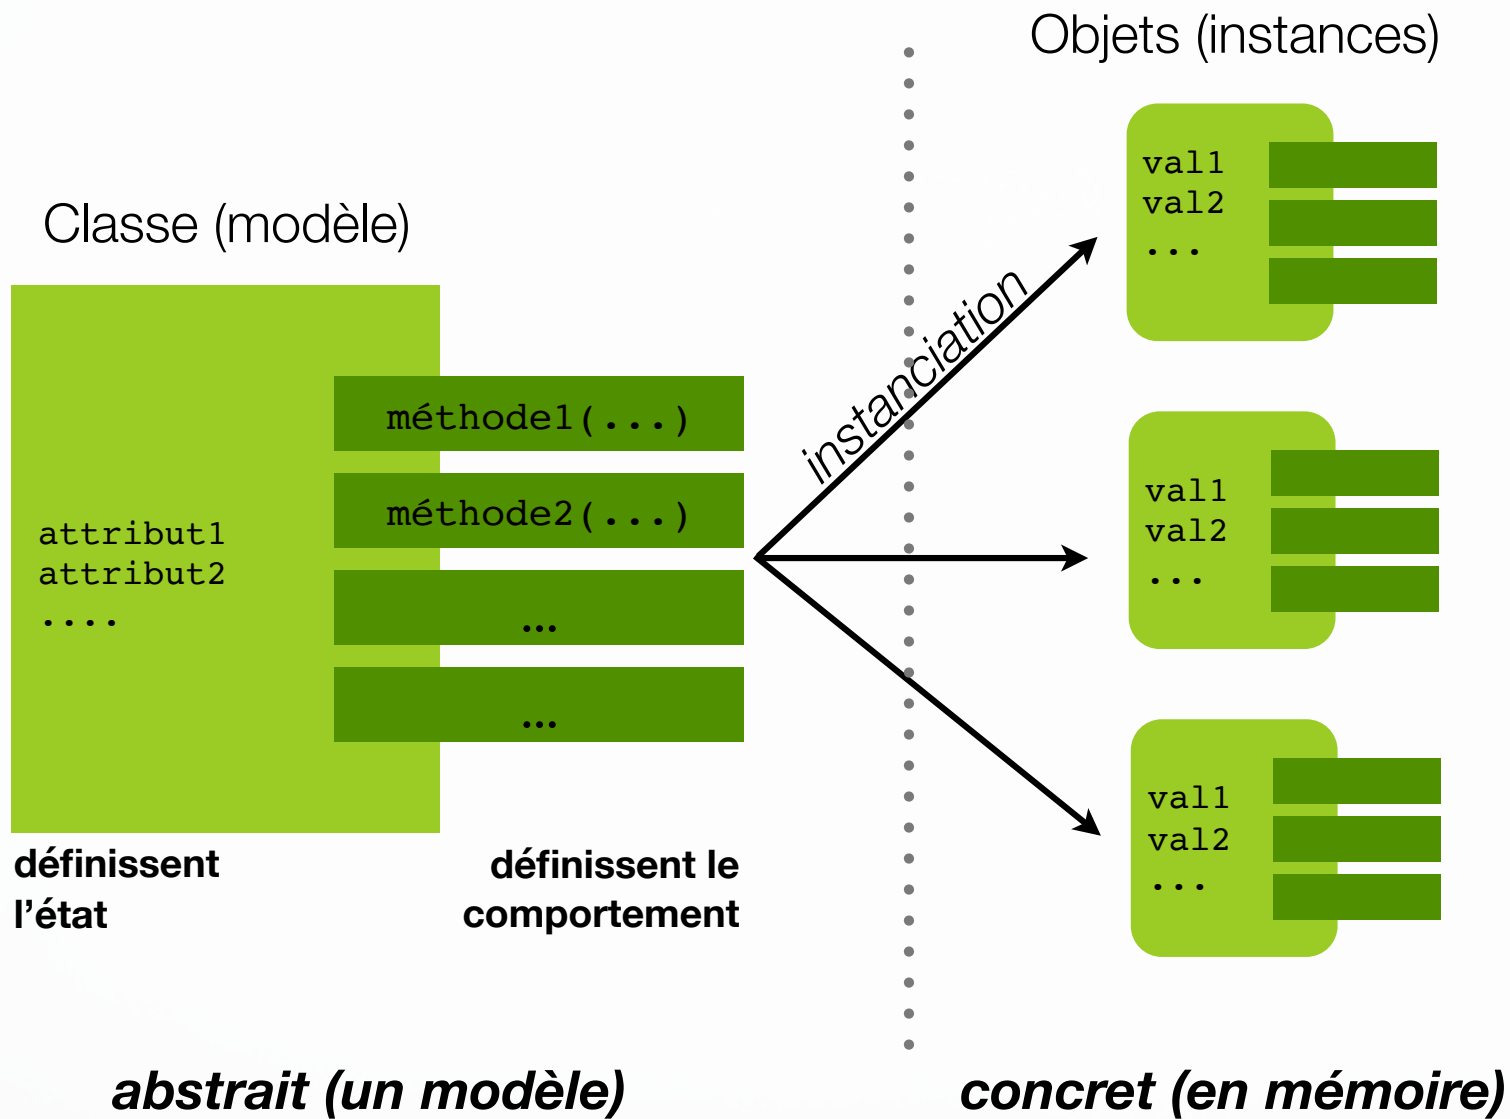 Objets (instances)
Classe (modèle)
attribut1
attribut2
....
méthode1(...)
méthode2(...)
...
...
définissent
l’état
définissent le
comportement
instanciation
val1
val2
...
val1
val2
...
val1
val2
...
abstrait (un modèle)
concret (en mémoire)